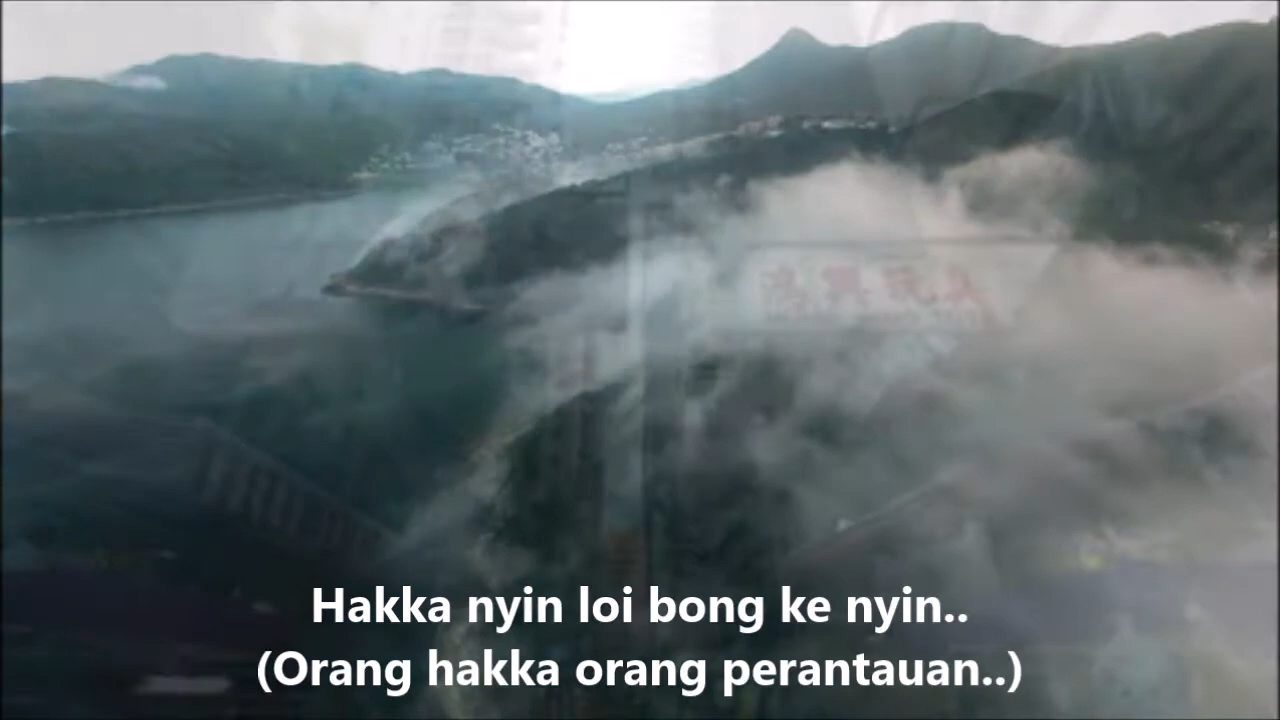 Hakka nyin loi bong ke nyin..
(Orang hakka orang perantauan..)